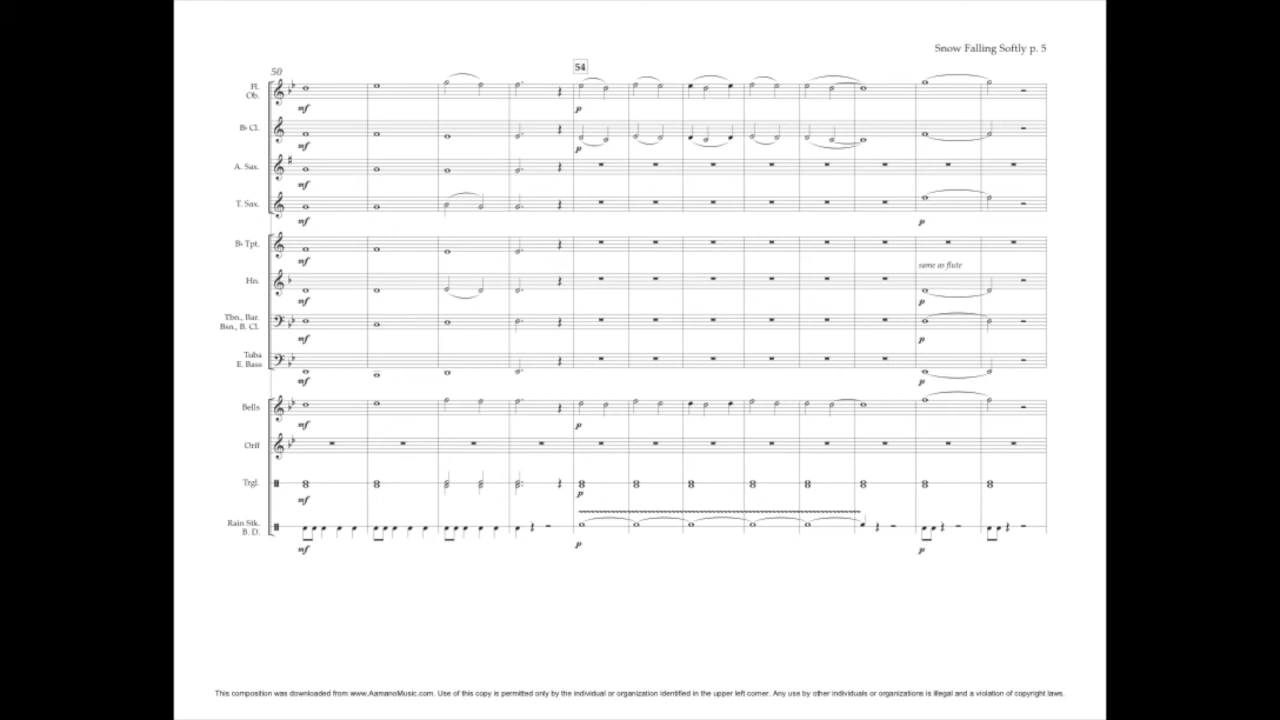 Snow Falling Softly p. 5
50
54
Fl.
Ob.
mf
p
B♭ Cl.
mf
p
A. Sax.
mf
T. Sax.
mf
p
B♭ Tpt.
mf
same as flute
Hn.
mf
p
Tbn., Bar.
Bsn., B. Cl.
mf
p
Tuba
E. Bass
mf
p
Bells
mf
p
Orff
Trgl.
mf
p
Rain Stk.
B. D.
mf
p
p
This composition was downloaded from www.AamanoMusic.com. Use of this copy is permitted only by the individual or organization identified in the upper left corner. Any use by other individuals or organizations is illegal and a violation of copyright laws.